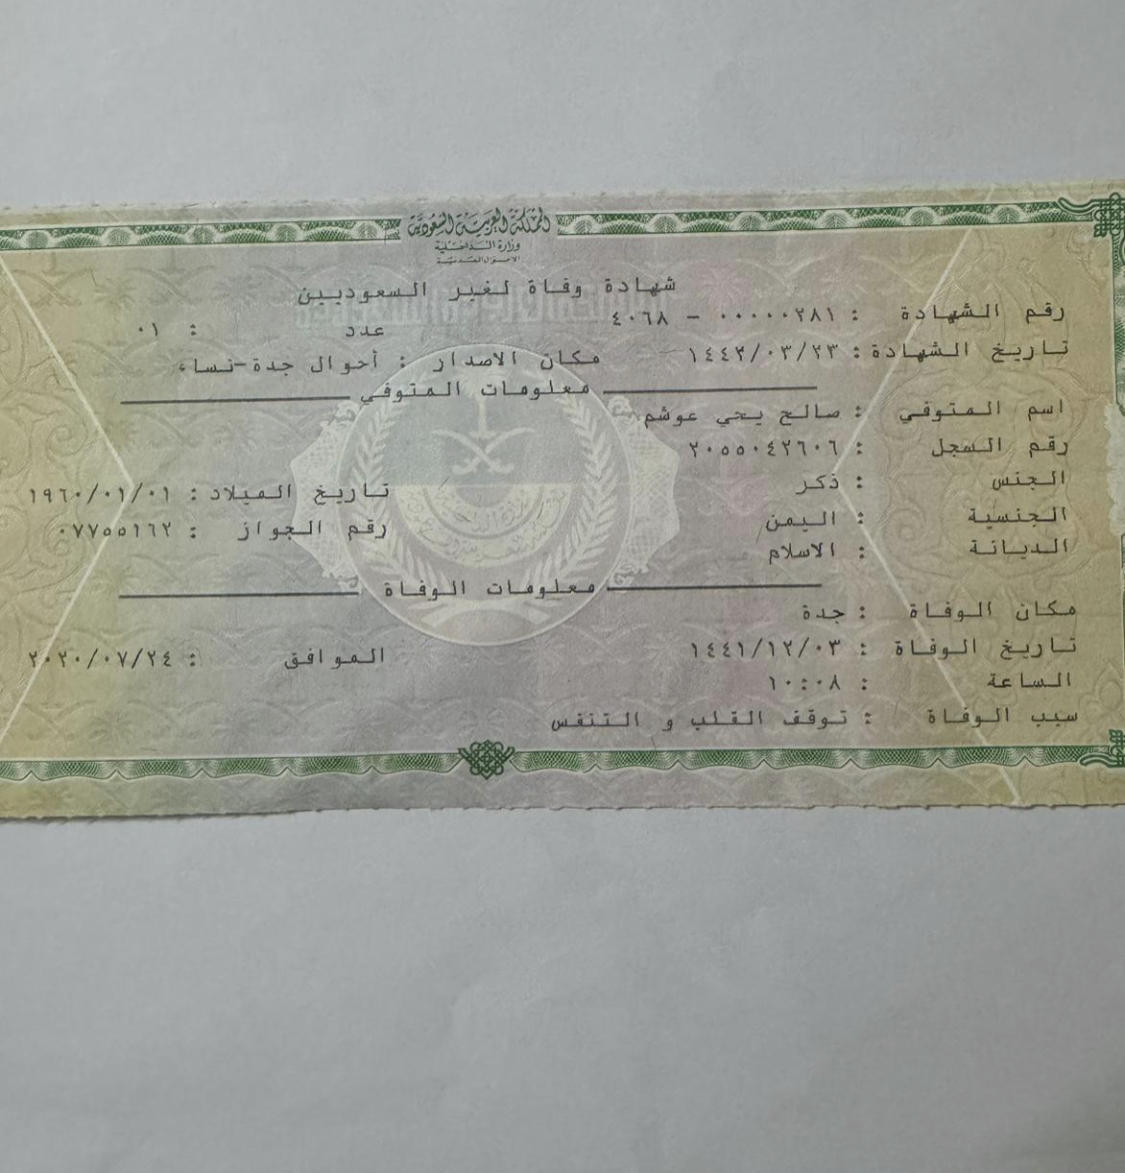 المملكة العربية السعودية
وزارة الداخلية
الاحوال المدنية
شهادة وفاة لغير السعوديين
رقم الشهادة : ٠٠٠٠٠٢٨١ - ٤٠٦٨ عدد : ٠١
تاريخ الشهادة : ١٤٤٢/٠٣/٢٣ مكان الاصدار : أحوال جدة-نساء
معلومات المتوفي
اسم المتوفي : صالح يحي عوشم
رقم السجل : ٢٠٥٥٠٤٢٦٠٦
الجنس : ذكر تاريخ الميلاد : ١٩٦٠/٠١/٠١
الجنسية : اليمن رقم الجواز : ٠٧٧٥٥١٦٢
الديانة : الاسلام
معلومات الوفاة
مكان الوفاة : جدة
تاريخ الوفاة : ١٤٤١/١٢/٠٣ الموافق : ٢٠٢٠/٠٧/٢٤
الساعة : ١٠:٠٨
سبب الوفاة : توقف القلب و التنفس